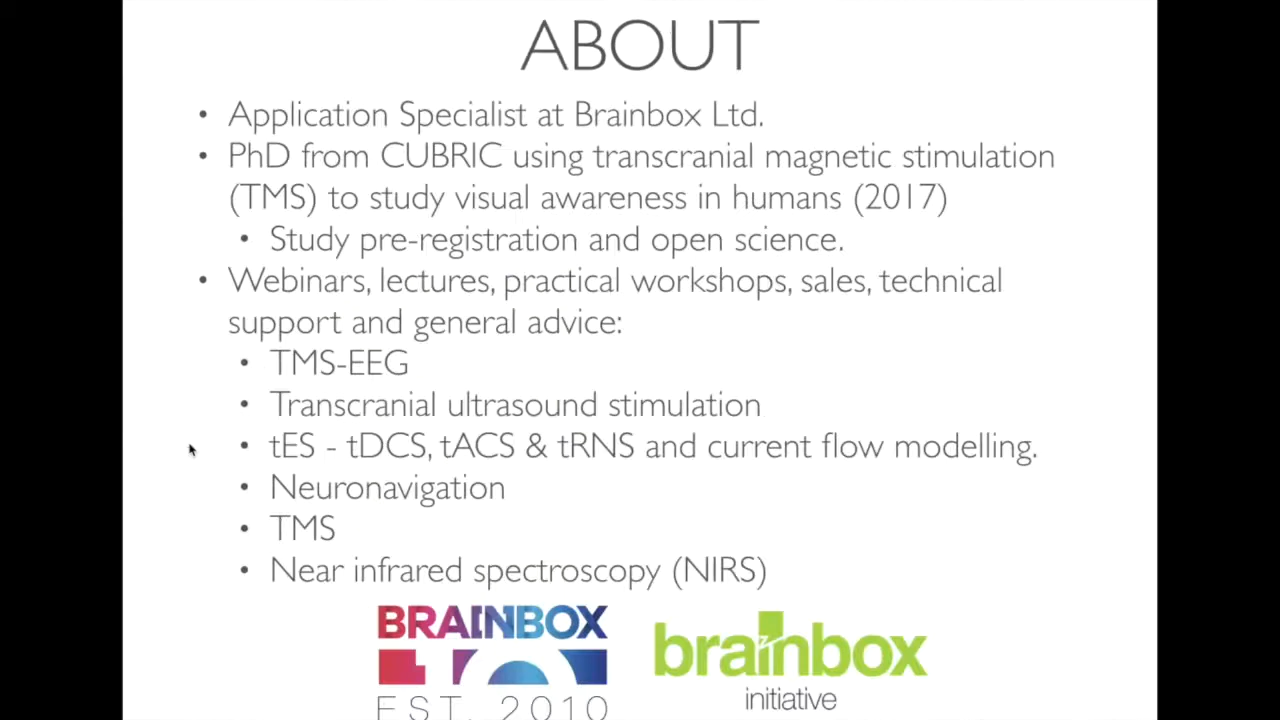 ABOUT
• Application Specialist at Brainbox Ltd.
• PhD from CUBRIC using transcranial magnetic stimulation
(TMS) to study visual awareness in humans (2017)
• Study pre-registration and open science.
• Webinars, lectures, practical workshops, sales, technical
support and general advice:
• TMS-EEG
• Transcranial ultrasound stimulation
• tES - tDCS, tACS & tRNS and current flow modelling.
• Neuronavigation
• TMS
• Near infrared spectroscopy (NIRS)
BRAINBOX
10
EST. 2010
brainbox
initiative